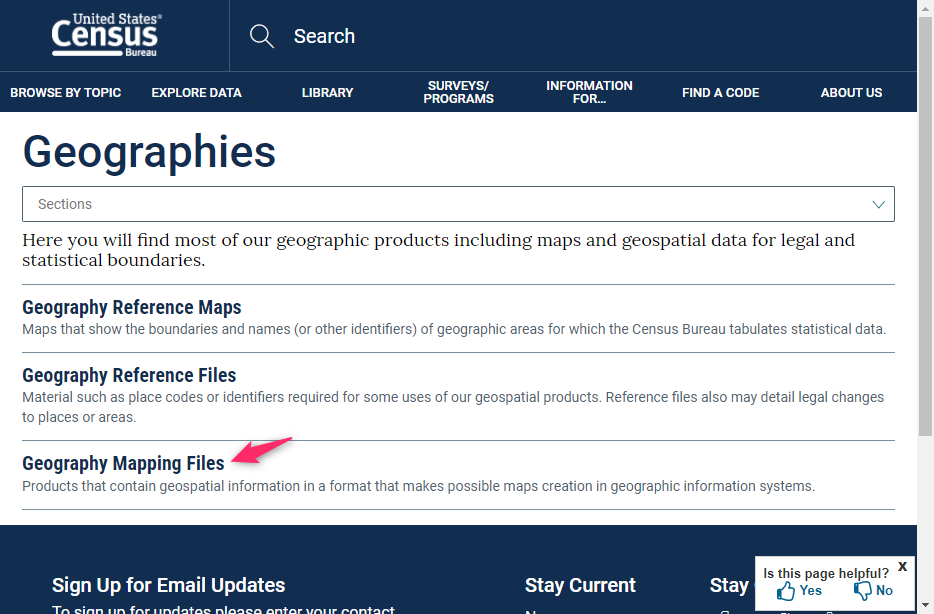 United States®
Census
Bureau
Search
BROWSE BY TOPIC
EXPLORE DATA
LIBRARY
SURVEYS/
PROGRAMS
INFORMATION
FOR...
FIND A CODE
ABOUT US
Geographies
Sections
Here you will find most of our geographic products including maps and geospatial data for legal and
statistical boundaries.
Geography Reference Maps
Maps that show the boundaries and names (or other identifiers) of geographic areas for which the Census Bureau tabulates statistical data.
Geography Reference Files
Material such as place codes or identifiers required for some uses of our geospatial products. Reference files also may detail legal changes
to places or areas.
Geography Mapping Files
Products that contain geospatial information in a format that makes possible maps creation in geographic information systems.
Sign Up for Email Updates
To sign up for updates please enter your contact
Stay Current
Stay
Is this page helpful? X
Yes No